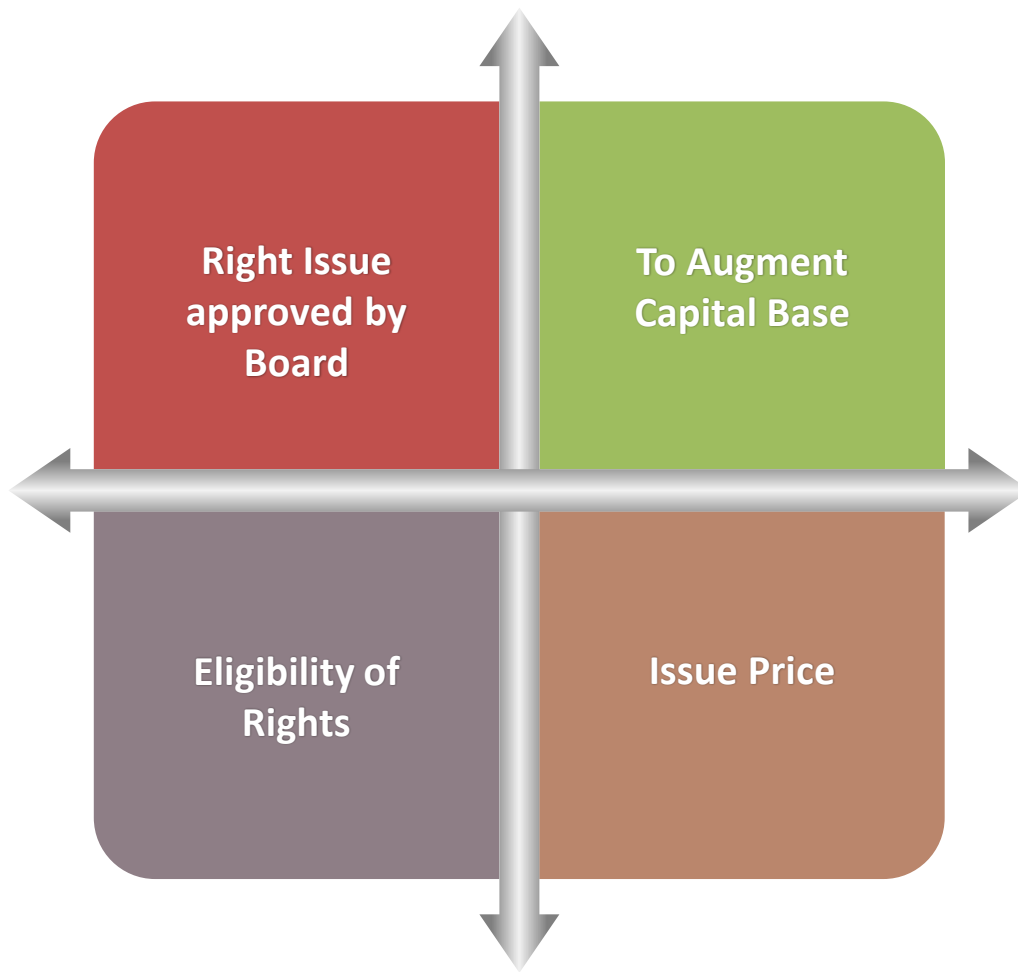 Right Issue
approved by
Board
To Augment
Capital Base
Eligibility of
Rights
Issue Price